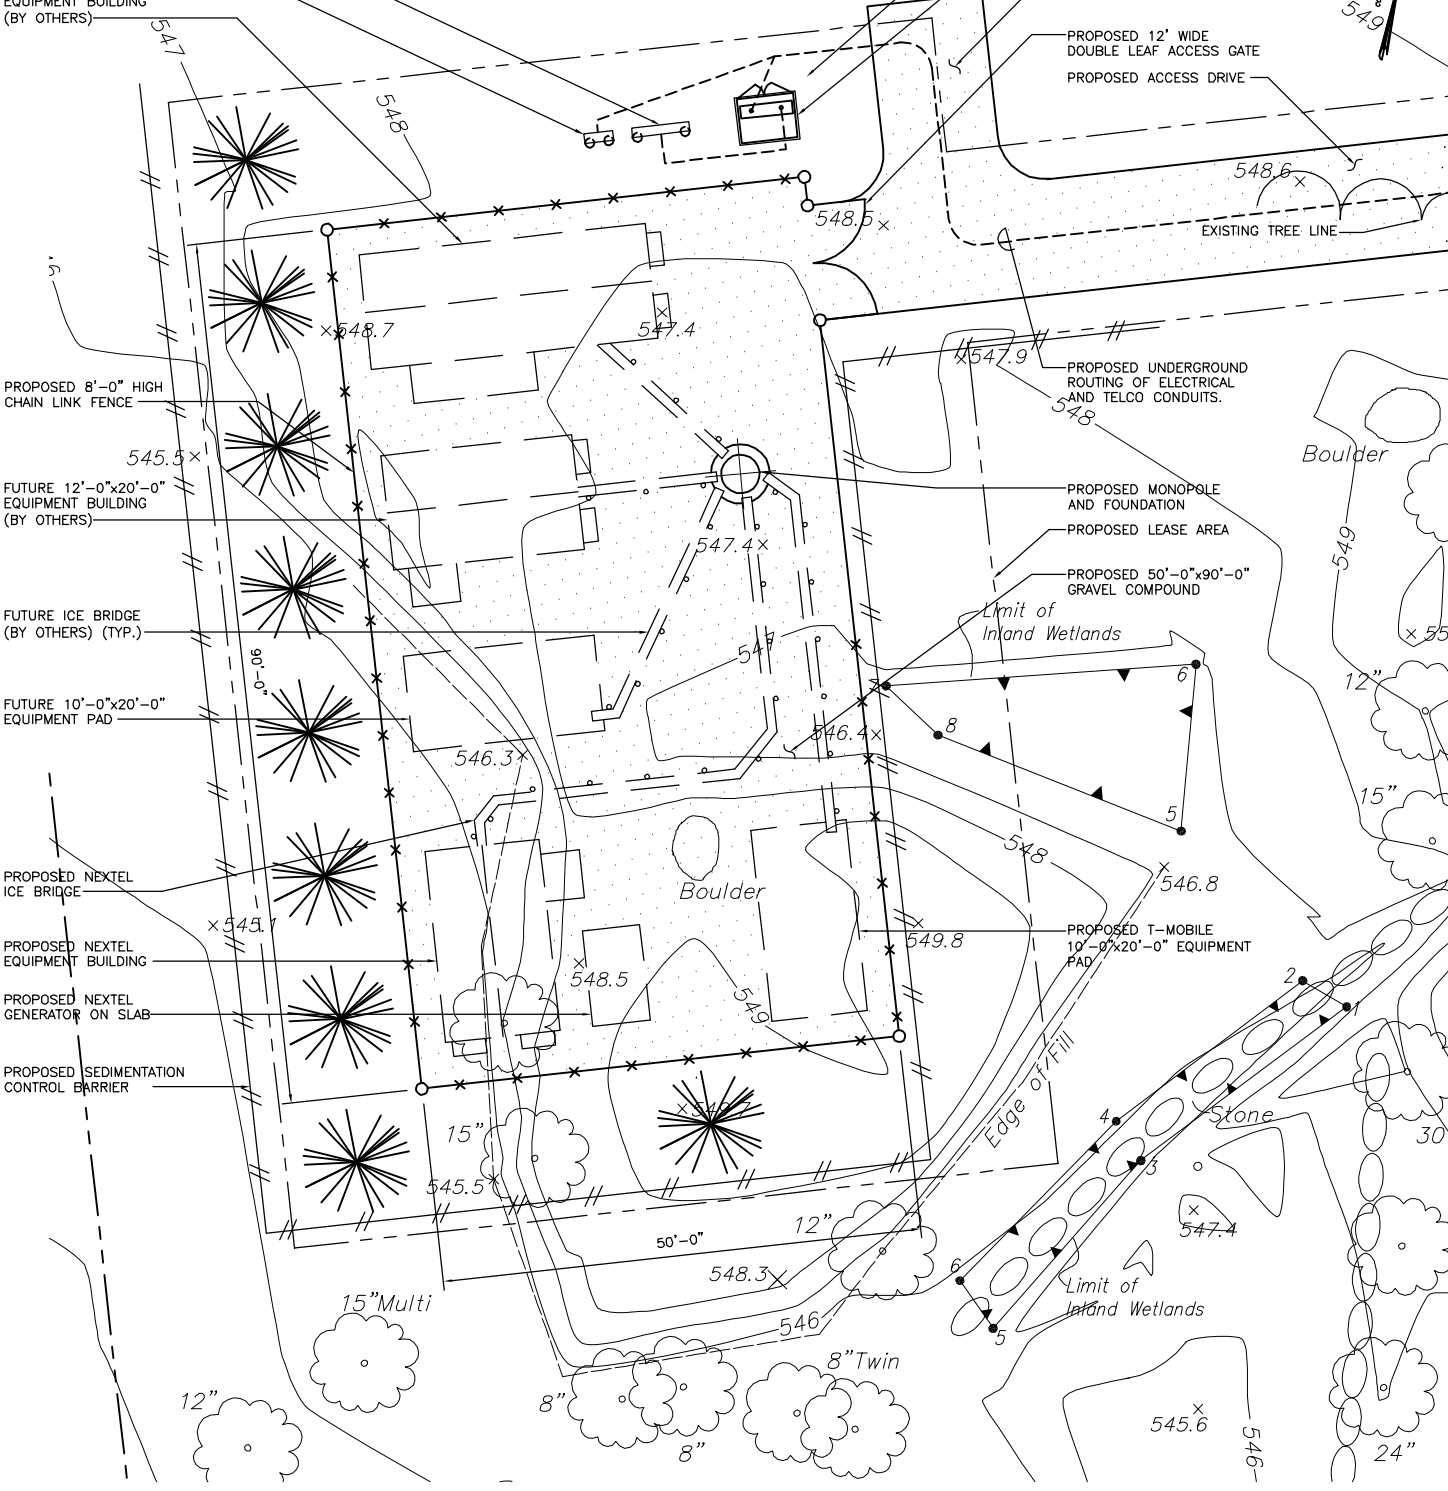 EQUIPMENT BUILDING
(BY OTHERS)
547
548
549
PROPOSED 12' WIDE
DOUBLE LEAF ACCESS GATE
PROPOSED ACCESS DRIVE
548.6
548.5
EXISTING TREE LINE
548.7
547.4
547.9
PROPOSED UNDERGROUND
ROUTING OF ELECTRICAL
AND TELCO CONDUITS.
548
PROPOSED 8'-0" HIGH
CHAIN LINK FENCE
545.5
Boulder
FUTURE 12'-0"x20'-0"
EQUIPMENT BUILDING
(BY OTHERS)
PROPOSED MONOPOLE
AND FOUNDATION
PROPOSED LEASE AREA
549
547.4
PROPOSED 50'-0"x90'-0"
GRAVEL COMPOUND
Limit of
Inland Wetlands
FUTURE ICE BRIDGE
(BY OTHERS) (TYP.)
55
547
90'-0"
6
7
12"
FUTURE 10'-0"x20'-0"
EQUIPMENT PAD
546.4
8
546.3
15"
5
548
PROPOSED NEXTEL
ICE BRIDGE
Boulder
546.8
545.1
549.8
PROPOSED T-MOBILE
10'-0"x20'-0" EQUIPMENT
PAD
PROPOSED NEXTEL
EQUIPMENT BUILDING
548.5
2
1
PROPOSED NEXTEL
GENERATOR ON SLAB
549
Edge of Fill
PROPOSED SEDIMENTATION
CONTROL BARRIER
549.7
4
Stone
15"
30
3
545.5
12"
547.4
50'-0"
548.3
6
Limit of
Inland Wetlands
15"Multi
546
5
8"Twin
12"
8"
8"
545.6
546
24"